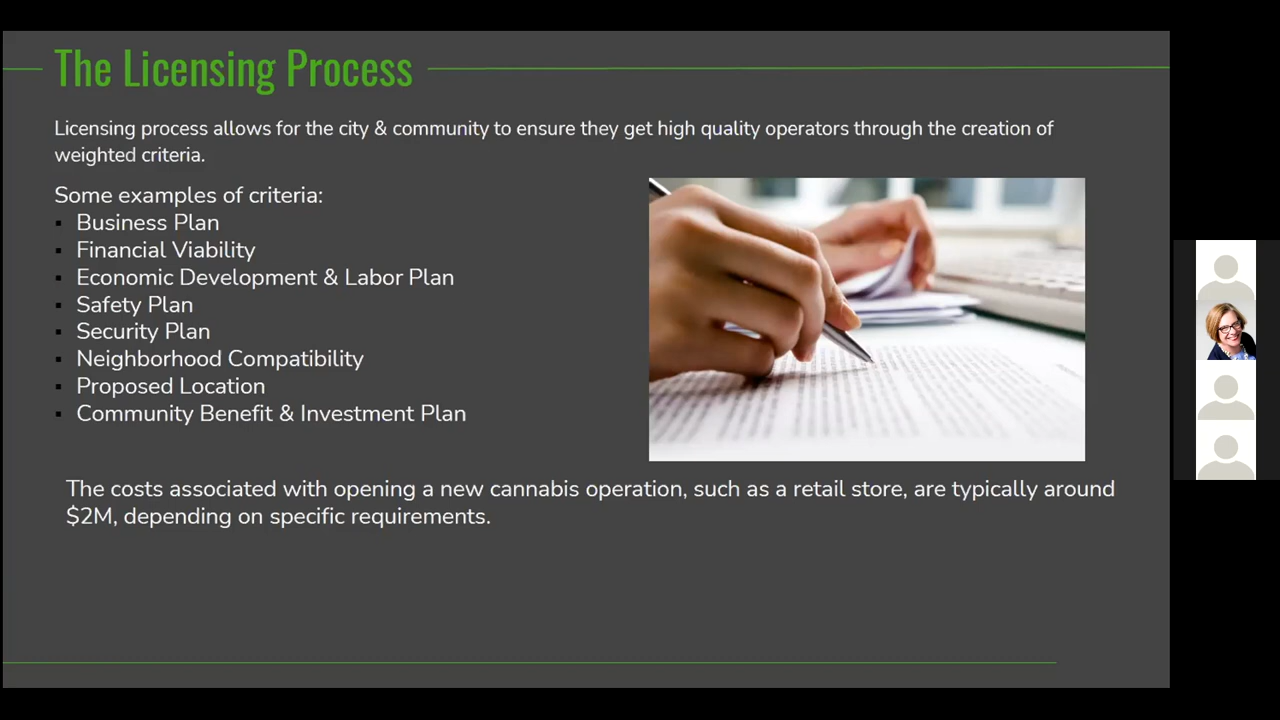 The Licensing Process
Licensing process allows for the city & community to ensure they get high quality operators through the creation of
weighted criteria.
Some examples of criteria:
▪ Business Plan
▪ Financial Viability
▪ Economic Development & Labor Plan
▪ Safety Plan
▪ Security Plan
▪ Neighborhood Compatibility
▪ Proposed Location
▪ Community Benefit & Investment Plan
The costs associated with opening a new cannabis operation, such as a retail store, are typically around
$2M, depending on specific requirements.